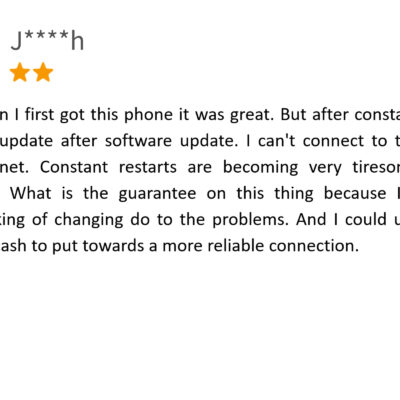 J****h
n I first got this phone it was great. But after consta
update after software update. I can't connect to t
net. Constant restarts are becoming very tireso
What is the guarantee on this thing because I
king of changing do to the problems. And I could u
ash to put towards a more reliable connection.